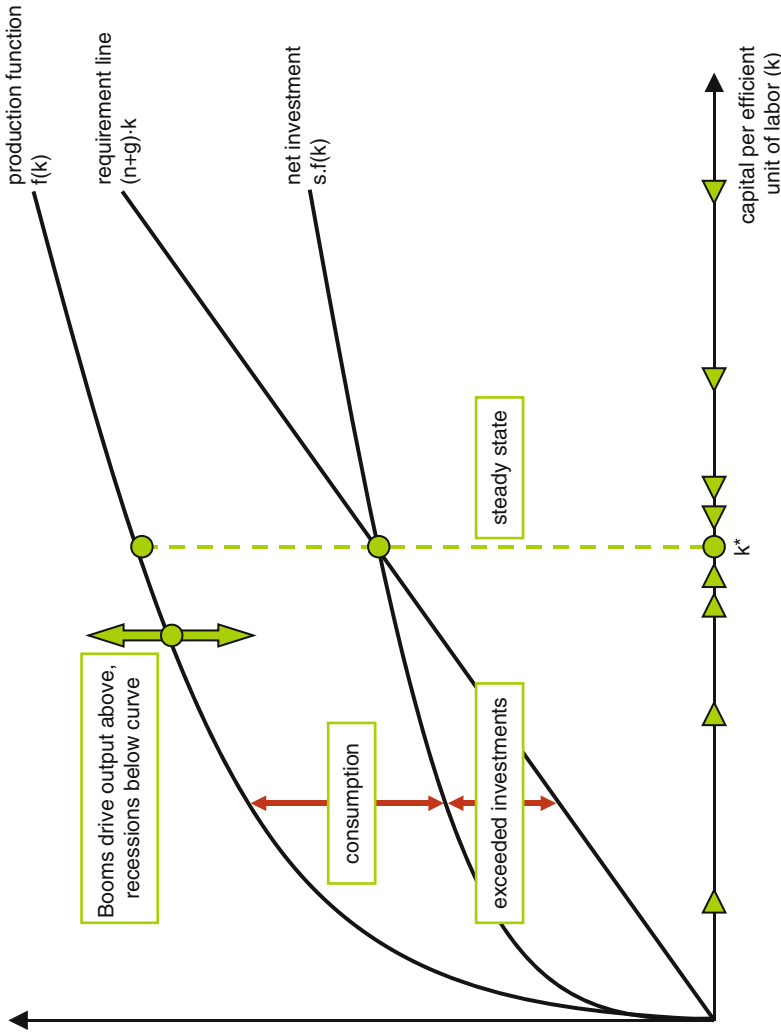 production function
f(k)
requirement line
(n+g)·k
net investment
s.f(k)
Booms drive output above,
recessions below curve
consumption
exceeded investments
steady state
k*
capital per efficient
unit of labor (k)